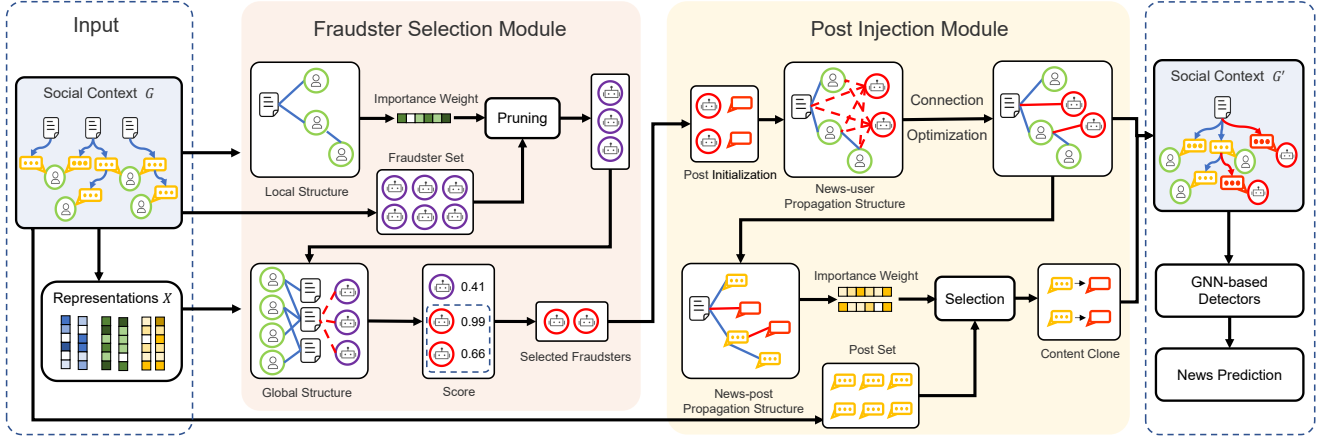 Input
Social Context G
Representations X
Fraudster Selection Module
Local Structure
Importance Weight
Pruning
Fraudster Set
Global Structure
0.41
0.99
0.66
Score
Selected Fraudsters
Post Injection Module
Post Initialization
News-user
Propagation Structure
Connection
Optimization
News-post
Propagation Structure
Importance Weight
Selection
Post Set
Content Clone
Social Context G'
GNN-based
Detectors
News Prediction